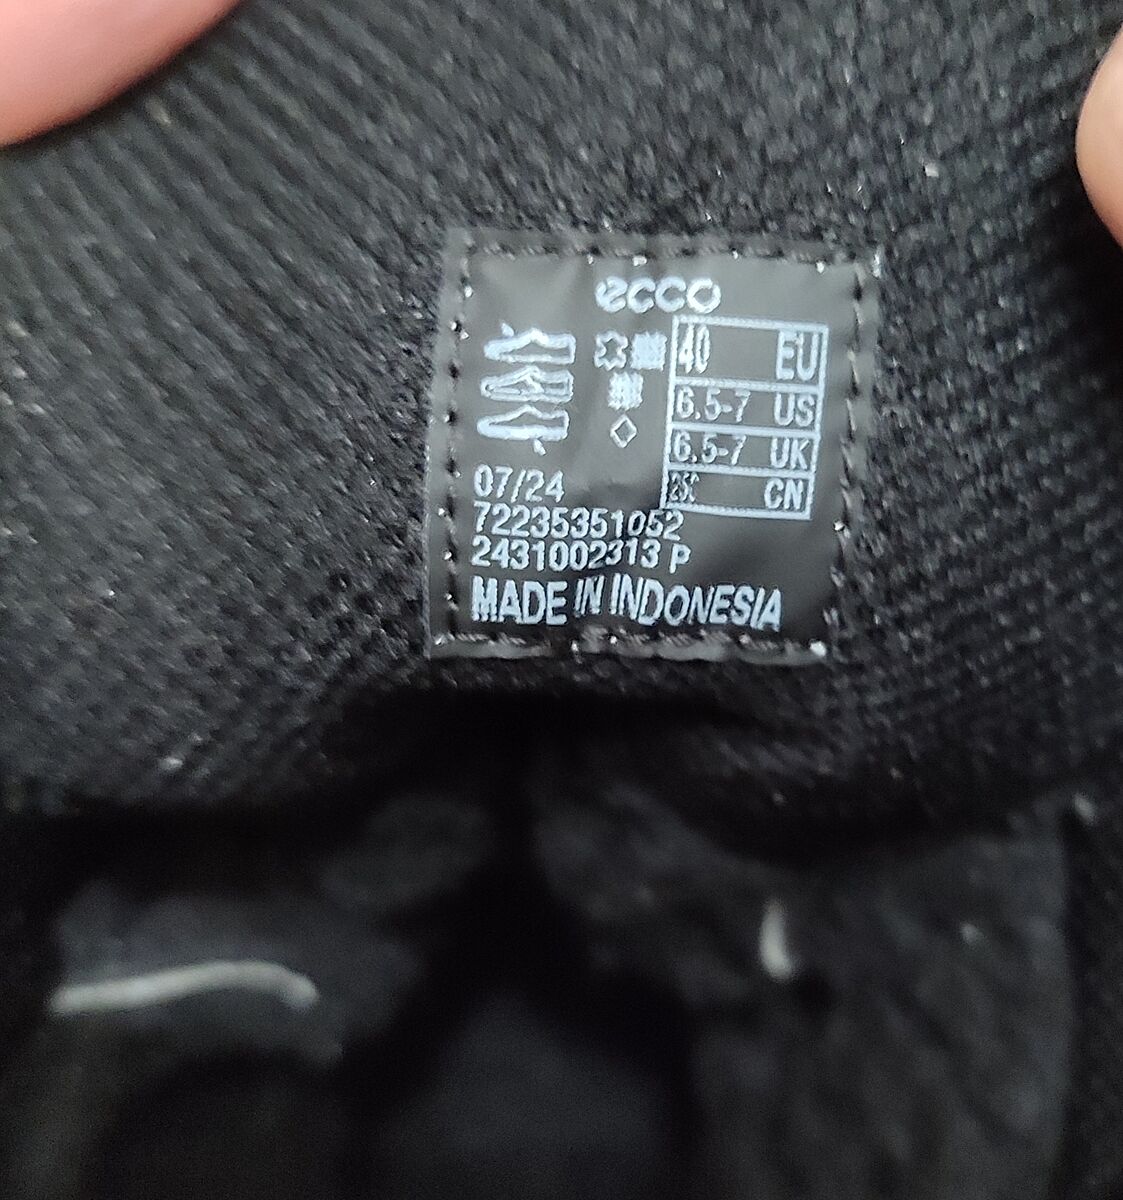 ecco
40 EU
6.5-7 US
6.5-7 UK
CN
07/24
72235351052
2431002313 P
MADE IN INDONESIA